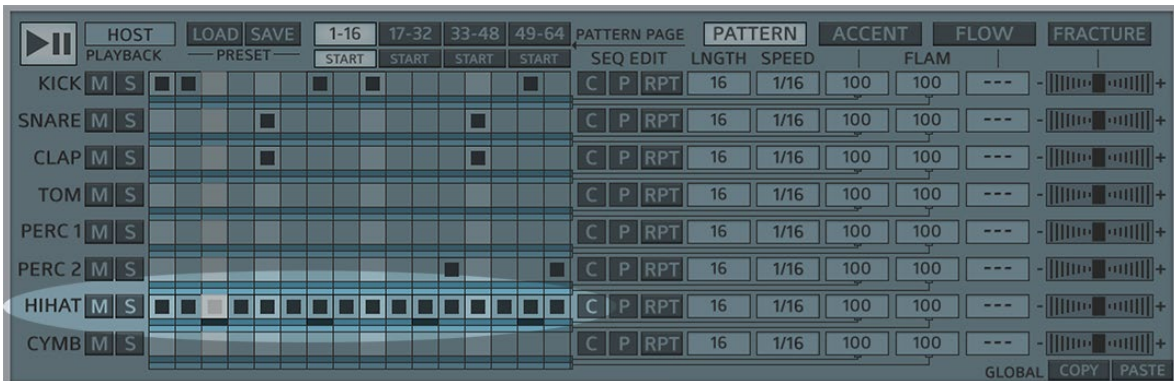 HOST LOAD SAVE 1-16 17-32 33-48 49-64 PATTERN PAGE PATTERN ACCENT FLOW FRACTURE
PLAYBACK PRESET START START START START SEQ EDIT LNGTH SPEED FLAM
KICK M S C P RPT 16 1/16 100 100 --- - +
SNARE M S C P RPT 16 1/16 100 100 --- - +
CLAP M S C P RPT 16 1/16 100 100 --- - +
TOM M S C P RPT 16 1/16 100 100 --- - +
PERC 1 M S C P RPT 16 1/16 100 100 --- - +
PERC 2 M S C P RPT 16 1/16 100 100 --- - +
HIHAT M S C P RPT 16 1/16 100 100 --- - +
CYMB M S C P RPT 16 1/16 100 100 --- - +
GLOBAL COPY PASTE